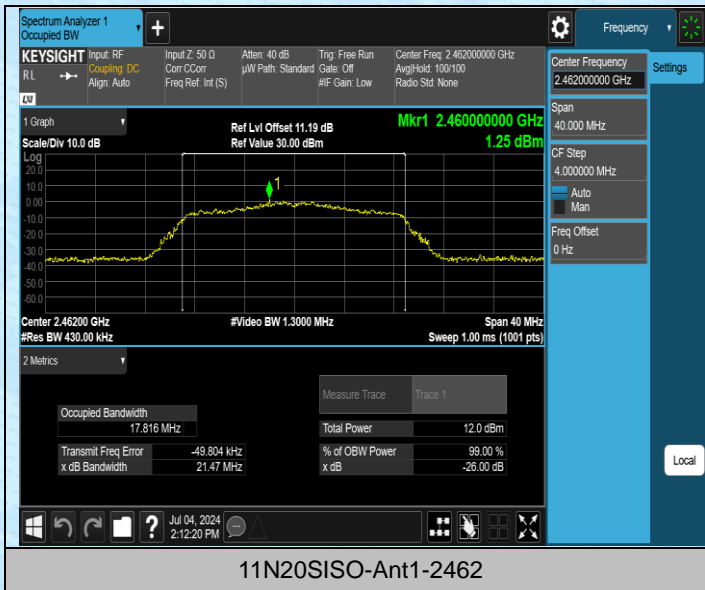 Spectrum Analyzer 1
Occupied BW
Frequency
KEYSIGHT
RL
LXI
Input: RF
Coupling: DC
Align: Auto
Input Z: 50 Ω
Corr CCorr
Freq Ref: Int (S)
Atten: 40 dB
µW Path: Standard
Trig: Free Run
Gate: Off
#IF Gain: Low
Center Freq: 2.462000000 GHz
Avg|Hold: 100/100
Radio Std: None
Center Frequency
2.462000000 GHz
Settings
Span
40.000 MHz
CF Step
4.000000 MHz
Auto
Man
Freq Offset
0 Hz
1 Graph
Scale/Div 10.0 dB
Ref Lvl Offset 11.19 dB
Ref Value 30.00 dBm
Mkr1 2.460000000 GHz
1.25 dBm
Log
20.0
10.0
0.00
-10.0
-20.0
-30.0
-40.0
-50.0
-60.0
1
Center 2.46200 GHz
#Res BW 430.00 kHz
#Video BW 1.3000 MHz
Span 40 MHz
Sweep 1.00 ms (1001 pts)
2 Metrics
Measure Trace
Trace 1
Occupied Bandwidth
17.816 MHz
Total Power 12.0 dBm
Transmit Freq Error -49.804 kHz
% of OBW Power 99.00 %
x dB Bandwidth 21.47 MHz
x dB -26.00 dB
Local
?
Jul 04, 2024
2:12:20 PM
11N20SISO-Ant1-2462